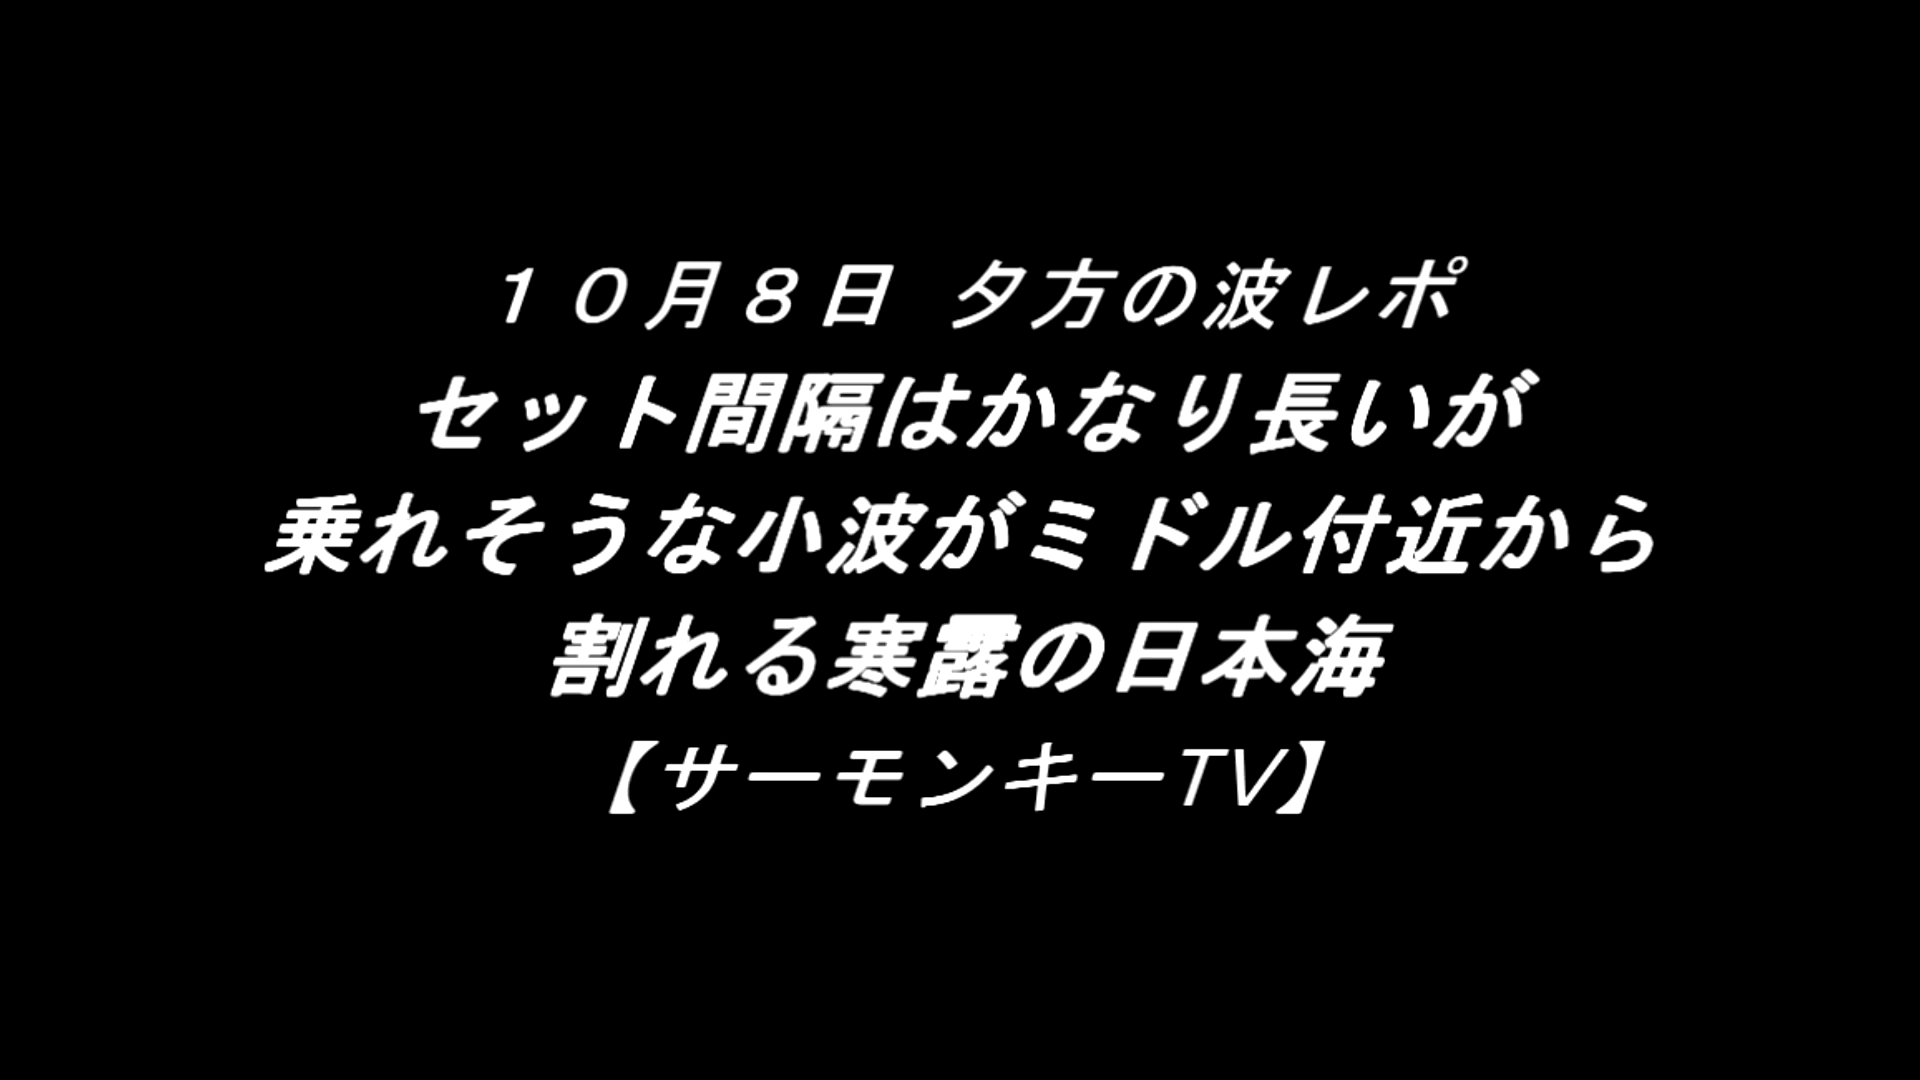 １０月８日 夕方の波レポ
セット間隔はかなり長いが
乗れそうな小波がミドル付近から
割れる寒露の日本海
【サーモンキーTV】